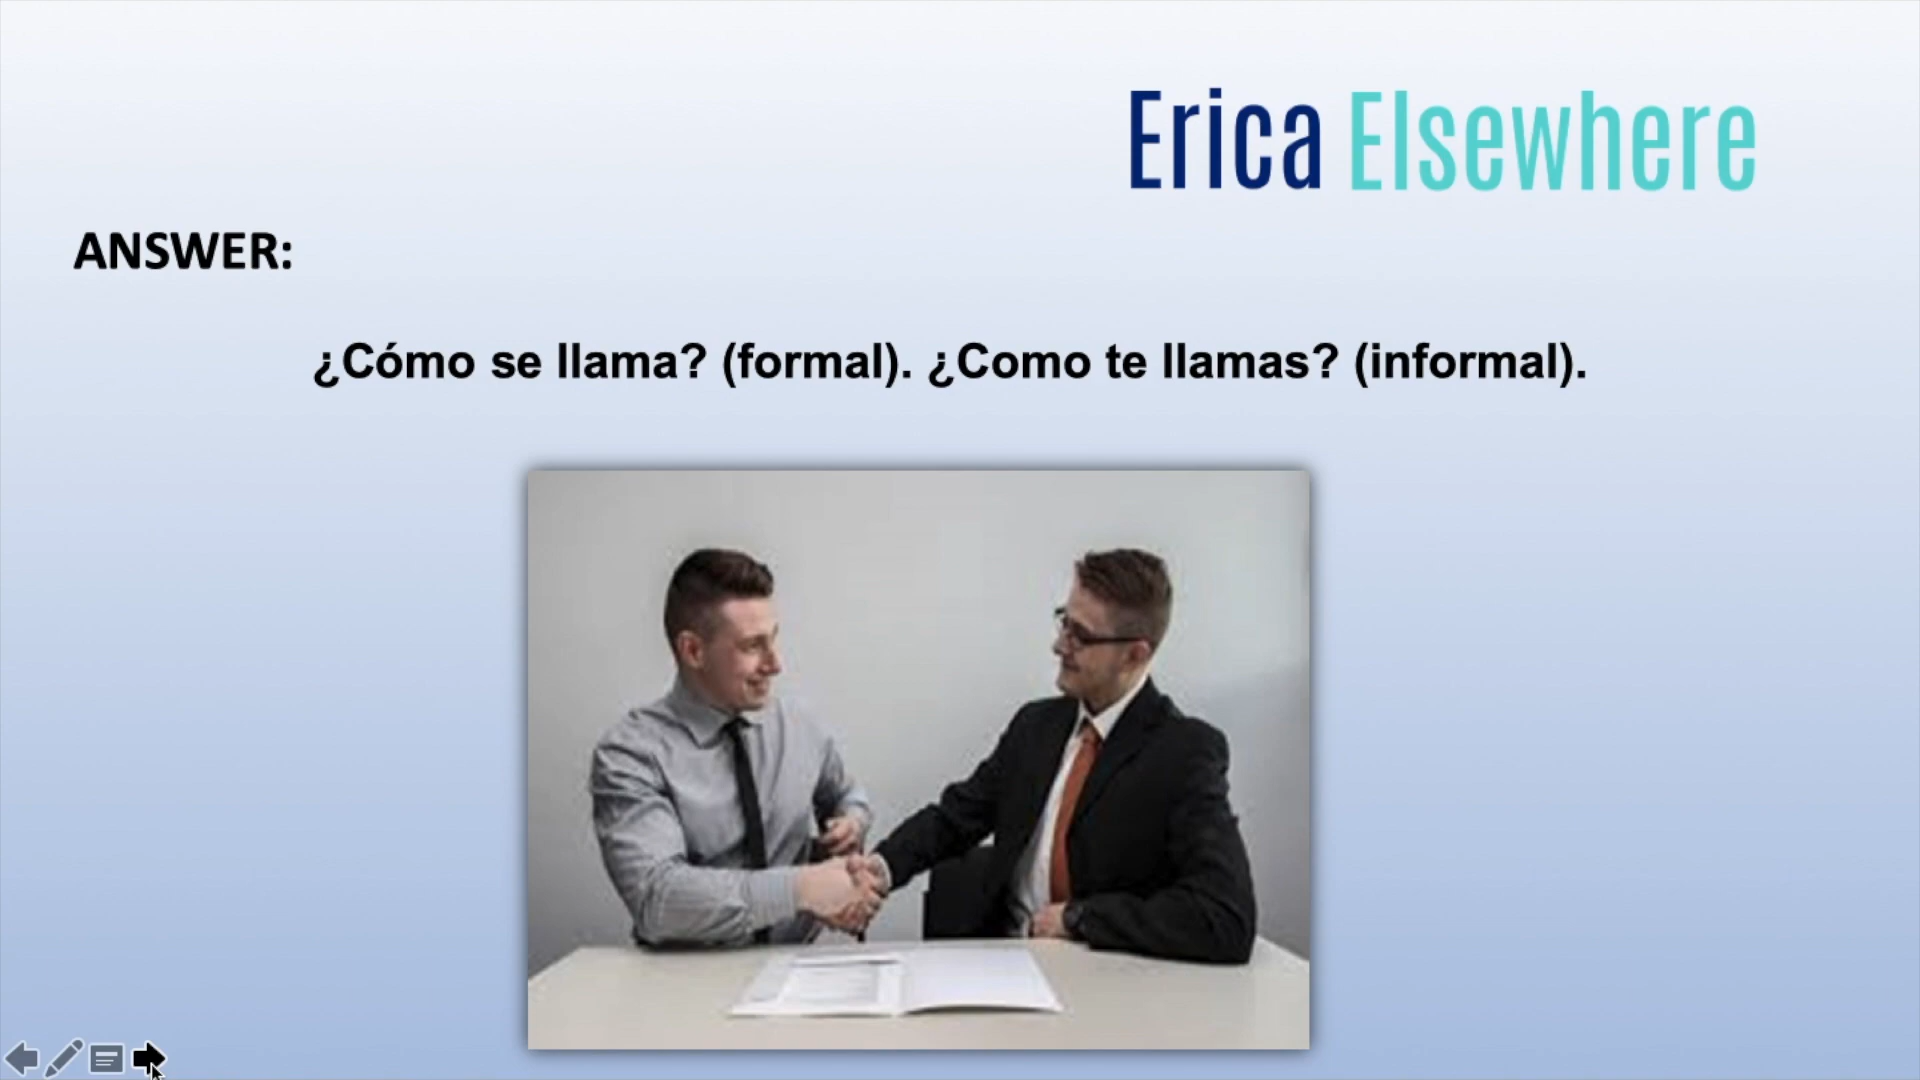 Erica Elsewhere
ANSWER:
¿Cómo se llama? (formal). ¿Como te llamas? (informal).